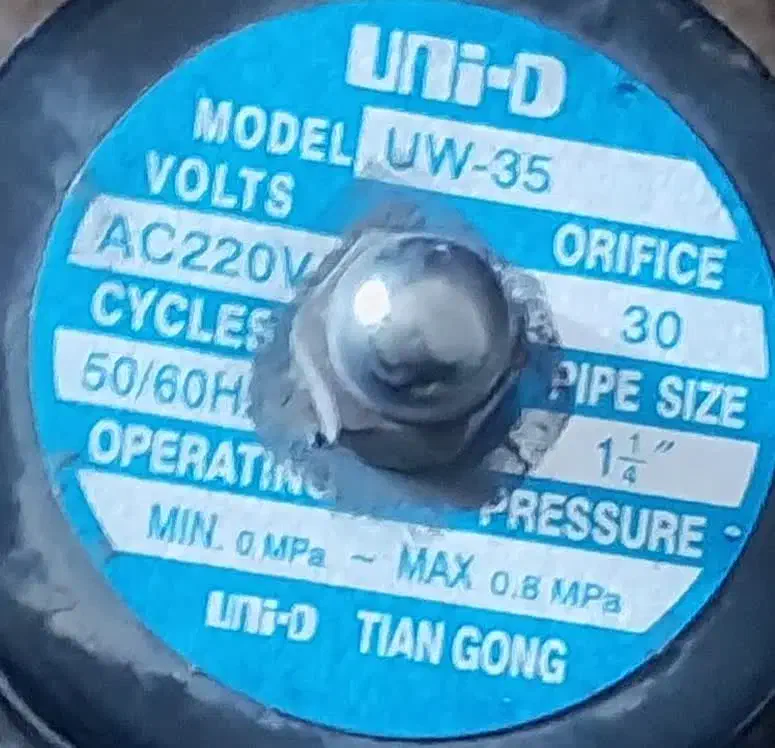 UNi-D
MODEL UW-35
VOLTS
AC220V
ORIFICE
30
CYCLES
50/60H
PIPE SIZE
1 1/4"
OPERATING PRESSURE
MIN. 0 MPa ~ MAX 0.8 MPa
UNi-D TIAN GONG